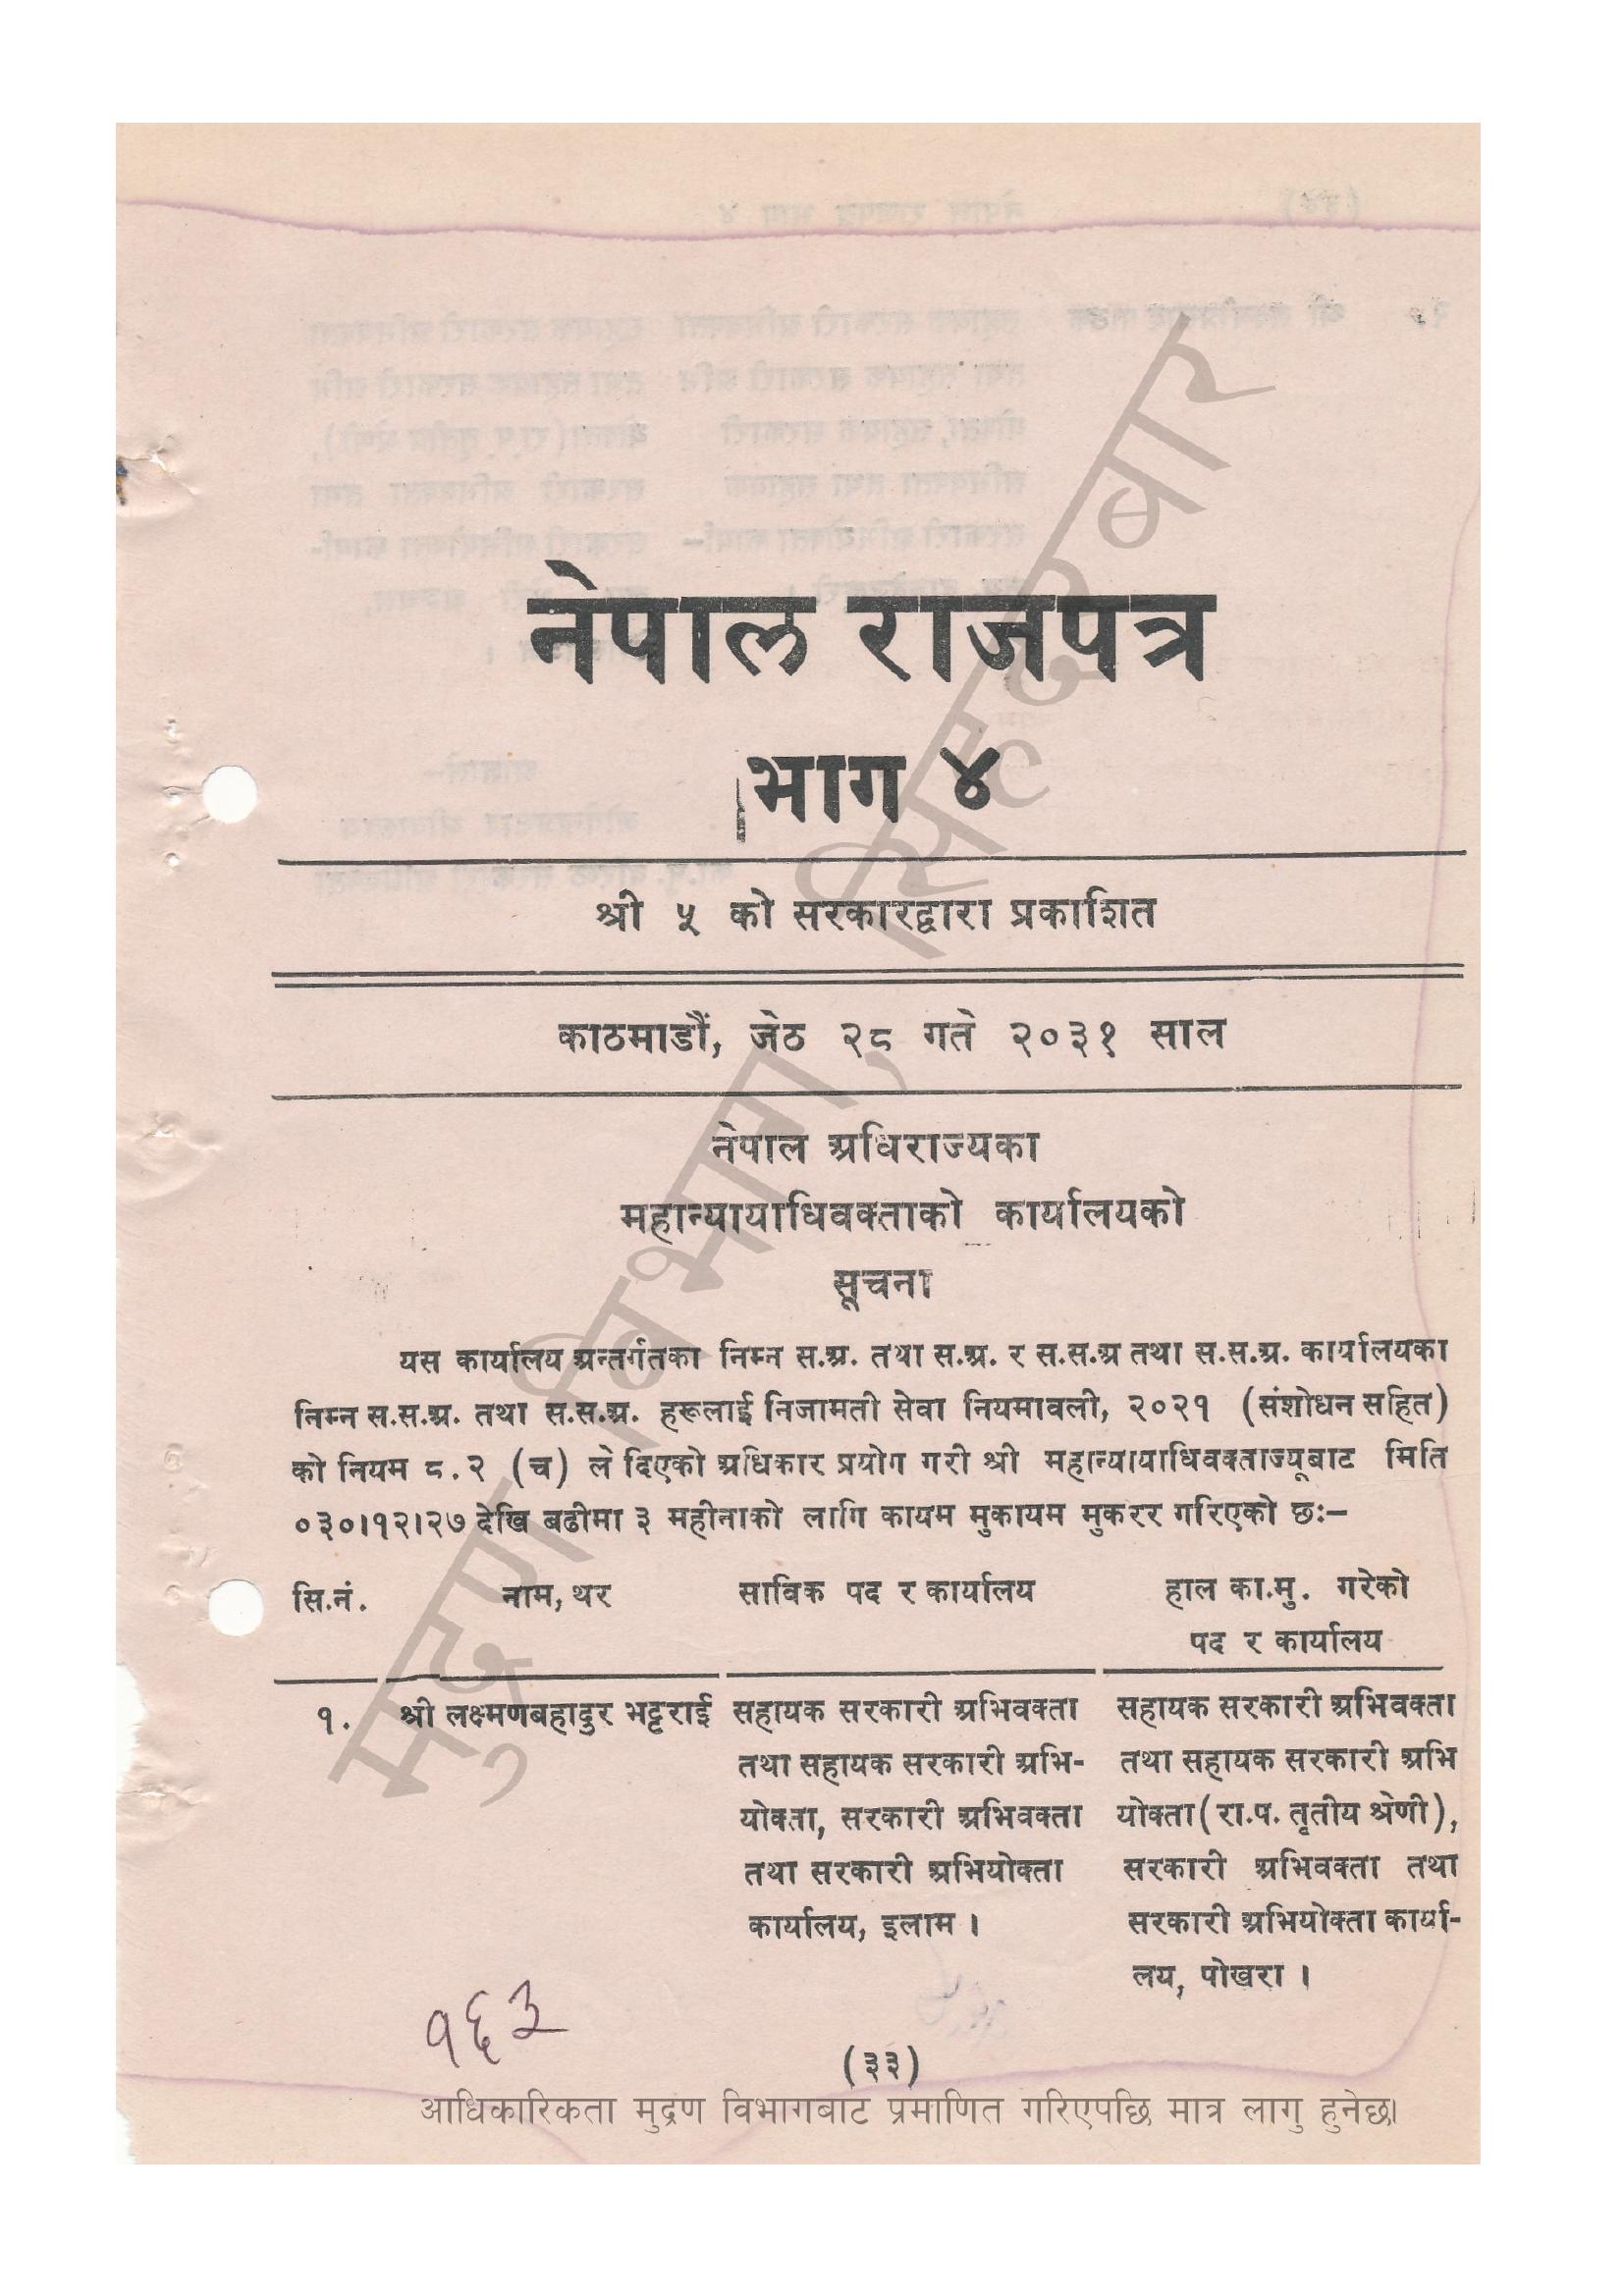 नेपाल राजपत्र
भाग ४
श्री ५ को सरकारद्वारा प्रकाशित
काठमाडौं, जेठ २८ गते २०३१ साल
नेपाल अधिराज्यका
महान्यायाधिवक्ताको कार्यालयको
सूचना
यस कार्यालय अन्तर्गतका निम्न स.अ. तथा स.अ. र स.स.अ तथा स.स.अ. कार्यालयका
निम्न स.स.अ. तथा स.स.अ. हरूलाई निजामती सेवा नियमावली, २०२१ (संशोधन सहित)
को नियम ८.२ (च) ले दिएको अधिकार प्रयोग गरी श्री महान्यायाधिवक्ताज्यूबाट मिति
०३०।१२।२७ देखि बढीमा ३ महीनाको लागि कायम मुकायम मुकरर गरिएको छः–
सि.नं. नाम, थर साविक पद र कार्यालय हाल का.मु. गरेको
पद र कार्यालय
१. श्री लक्ष्मणबहादुर भट्टराई सहायक सरकारी अभिवक्ता सहायक सरकारी अभिवक्ता
तथा सहायक सरकारी अभि- तथा सहायक सरकारी अभि
योक्ता, सरकारी अभिवक्ता योक्ता (रा.प. तृतीय श्रेणी),
तथा सरकारी अभियोक्ता सरकारी अभिवक्ता तथा
कार्यालय, इलाम । सरकारी अभियोक्ता कार्या-
लय, पोखरा ।
१६३
(३३)
आधिकारिकता मुद्रण विभागबाट प्रमाणित गरिएपछि मात्र लागु हुनेछ।
मुद्रण विभाग, सिंहदरबार